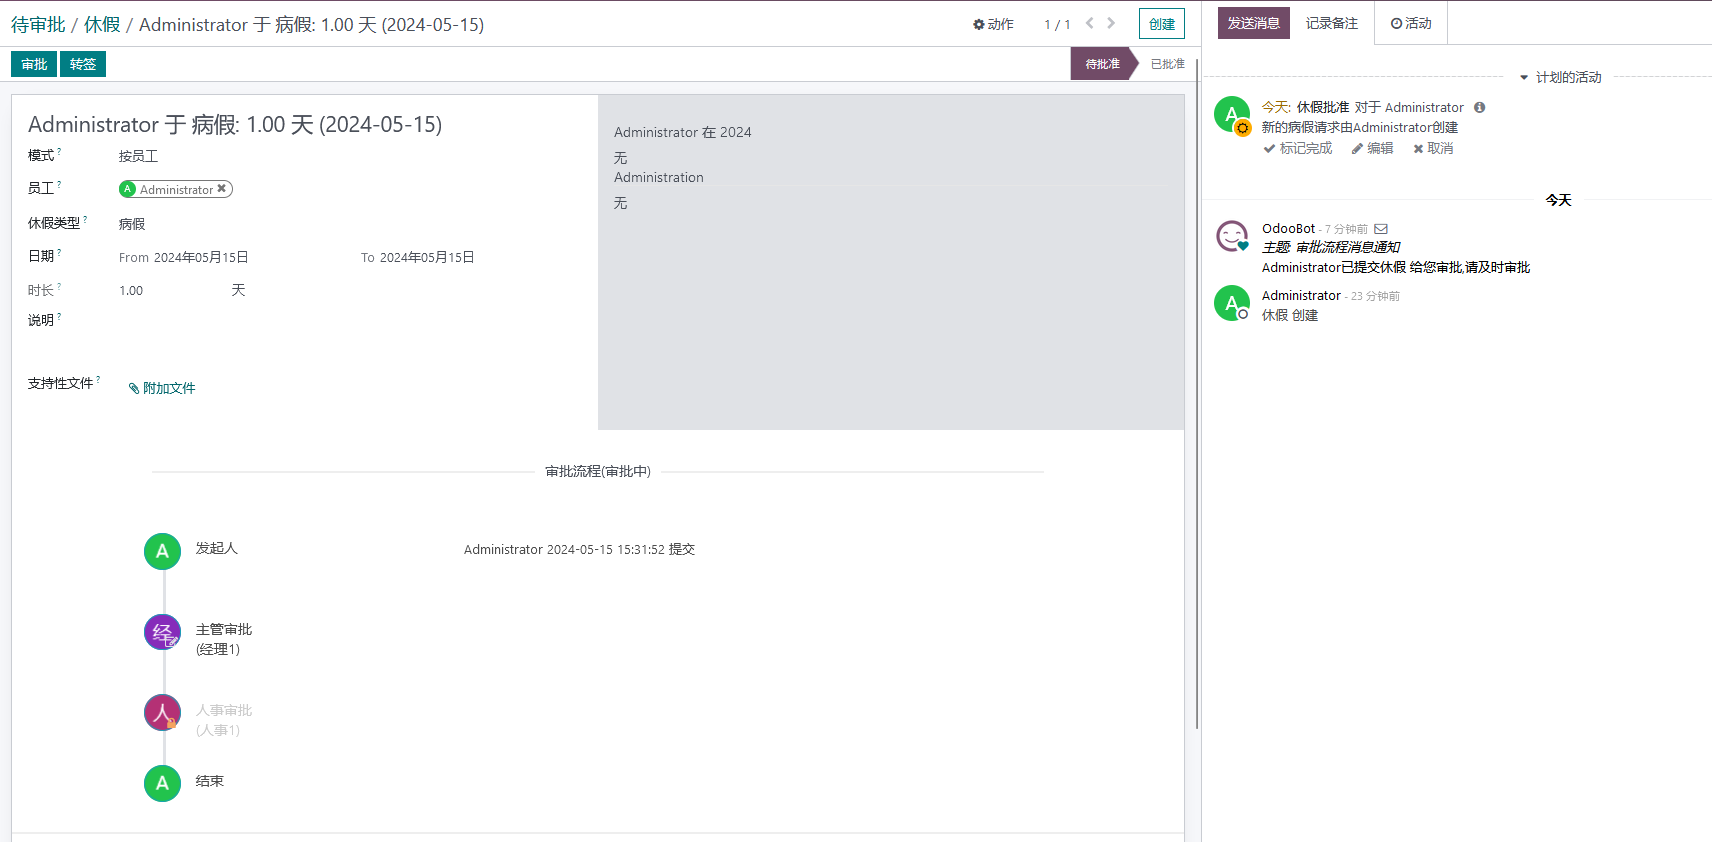 待审批 / 休假 / Administrator 于 病假: 1.00 天 (2024-05-15)
动作
1 / 1
创建
审批
转签
待批准
已批准
Administrator 于 病假: 1.00 天 (2024-05-15)
模式?
按员工
员工?
A Administrator
休假类型?
病假
日期?
From 2024年05月15日
To 2024年05月15日
时长?
1.00
天
说明?
支持性文件?
附加文件
Administrator 在 2024
无
Administration
无
审批流程(审批中)
A
发起人
Administrator 2024-05-15 15:31:52 提交
经
主管审批
(经理1)
人
人事审批
(人事1)
A
结束
发送消息
记录备注
活动
计划的活动
A
今天: 休假批准 对于 Administrator
新的病假请求由Administrator创建
标记完成
编辑
取消
今天
OdooBot - 7 分钟前
主题: 审批流程消息通知
Administrator已提交休假 给您审批,请及时审批
A
Administrator - 23 分钟前
休假 创建